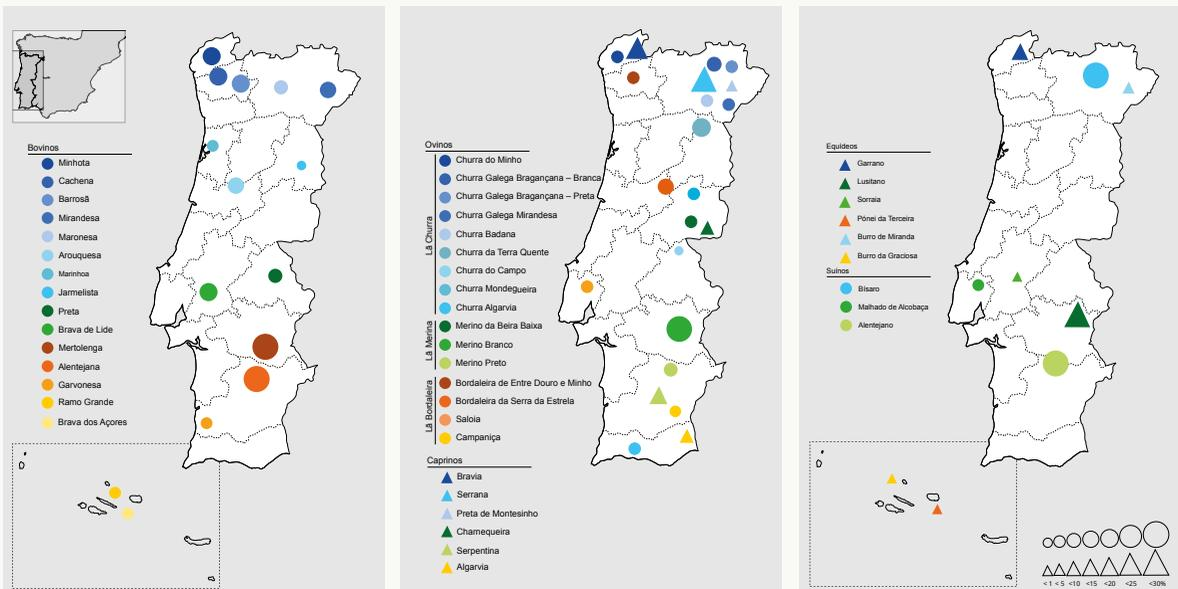 Bovinos
Minhota
Cachena
Barrosã
Mirandesa
Maronesa
Arouquesa
Marinhoa
Jarmelista
Preta
Brava de Lide
Mertolenga
Alentejana
Garvonesa
Ramo Grande
Brava dos Açores
Ovinos
Lã Churra
Churra do Minho
Churra Galega Bragançana – Branca
Churra Galega Bragançana – Preta
Churra Galega Mirandesa
Churra Badana
Churra da Terra Quente
Churra do Campo
Churra Mondegueira
Churra Algarvia
Lã Merina
Merino da Beira Baixa
Merino Branco
Merino Preto
Lã Bordaleira
Bordaleira de Entre Douro e Minho
Bordaleira da Serra da Estrela
Saloia
Campaniça
Caprinos
Bravia
Serrana
Preta de Montesinho
Charnequeira
Serpentina
Algarvia
Equídeos
Garrano
Lusitano
Sorraia
Pónei da Terceira
Burro de Miranda
Burro da Graciosa
Suínos
Bísaro
Malhado de Alcobaça
Alentejano
< 1 < 5 <10 <15 <20 <25 <30%